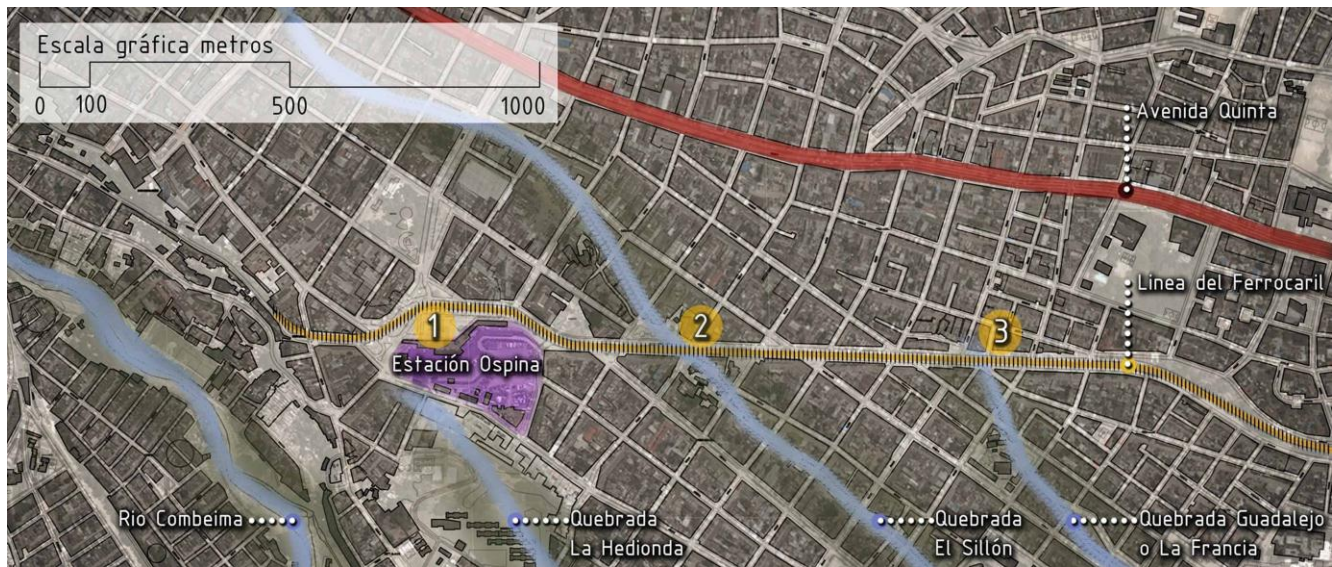 Escala gráfica metros
0 100 500 1000
Avenida Quinta
Linea del Ferrocaril
1
2
3
Estación Ospina
Rio Combeima
Quebrada
La Hedionda
Quebrada
El Sillón
Quebrada Guadalejo
o La Francia